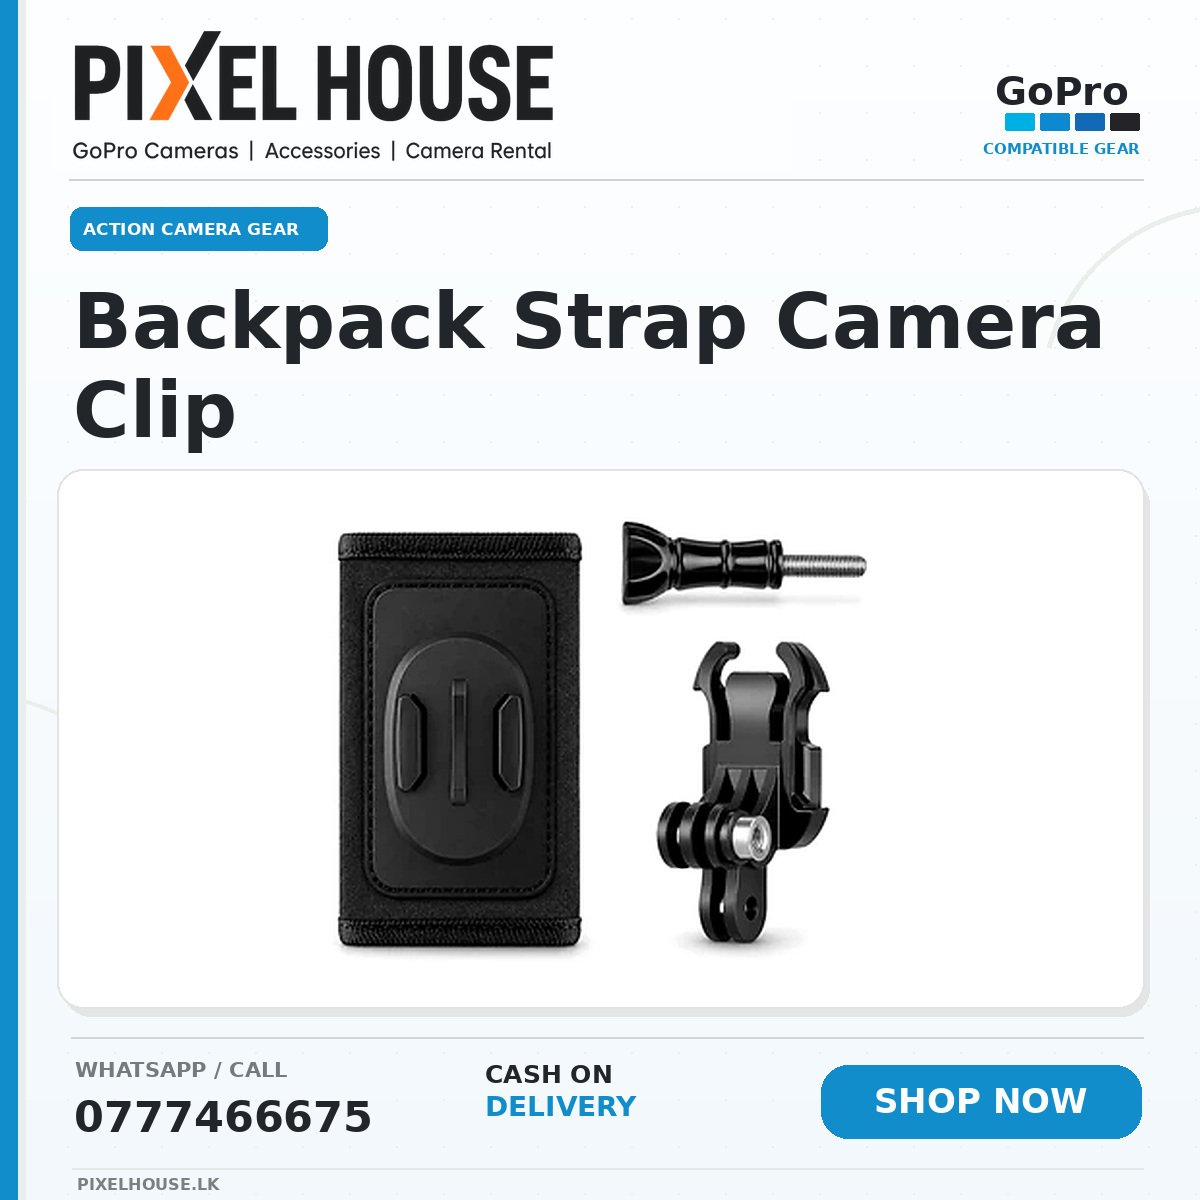 PIXEL HOUSE
GoPro Cameras | Accessories | Camera Rental
GoPro
COMPATIBLE GEAR
ACTION CAMERA GEAR
Backpack Strap Camera
Clip
WHATSAPP / CALL
0777466675
CASH ON
DELIVERY
SHOP NOW
PIXELHOUSE.LK